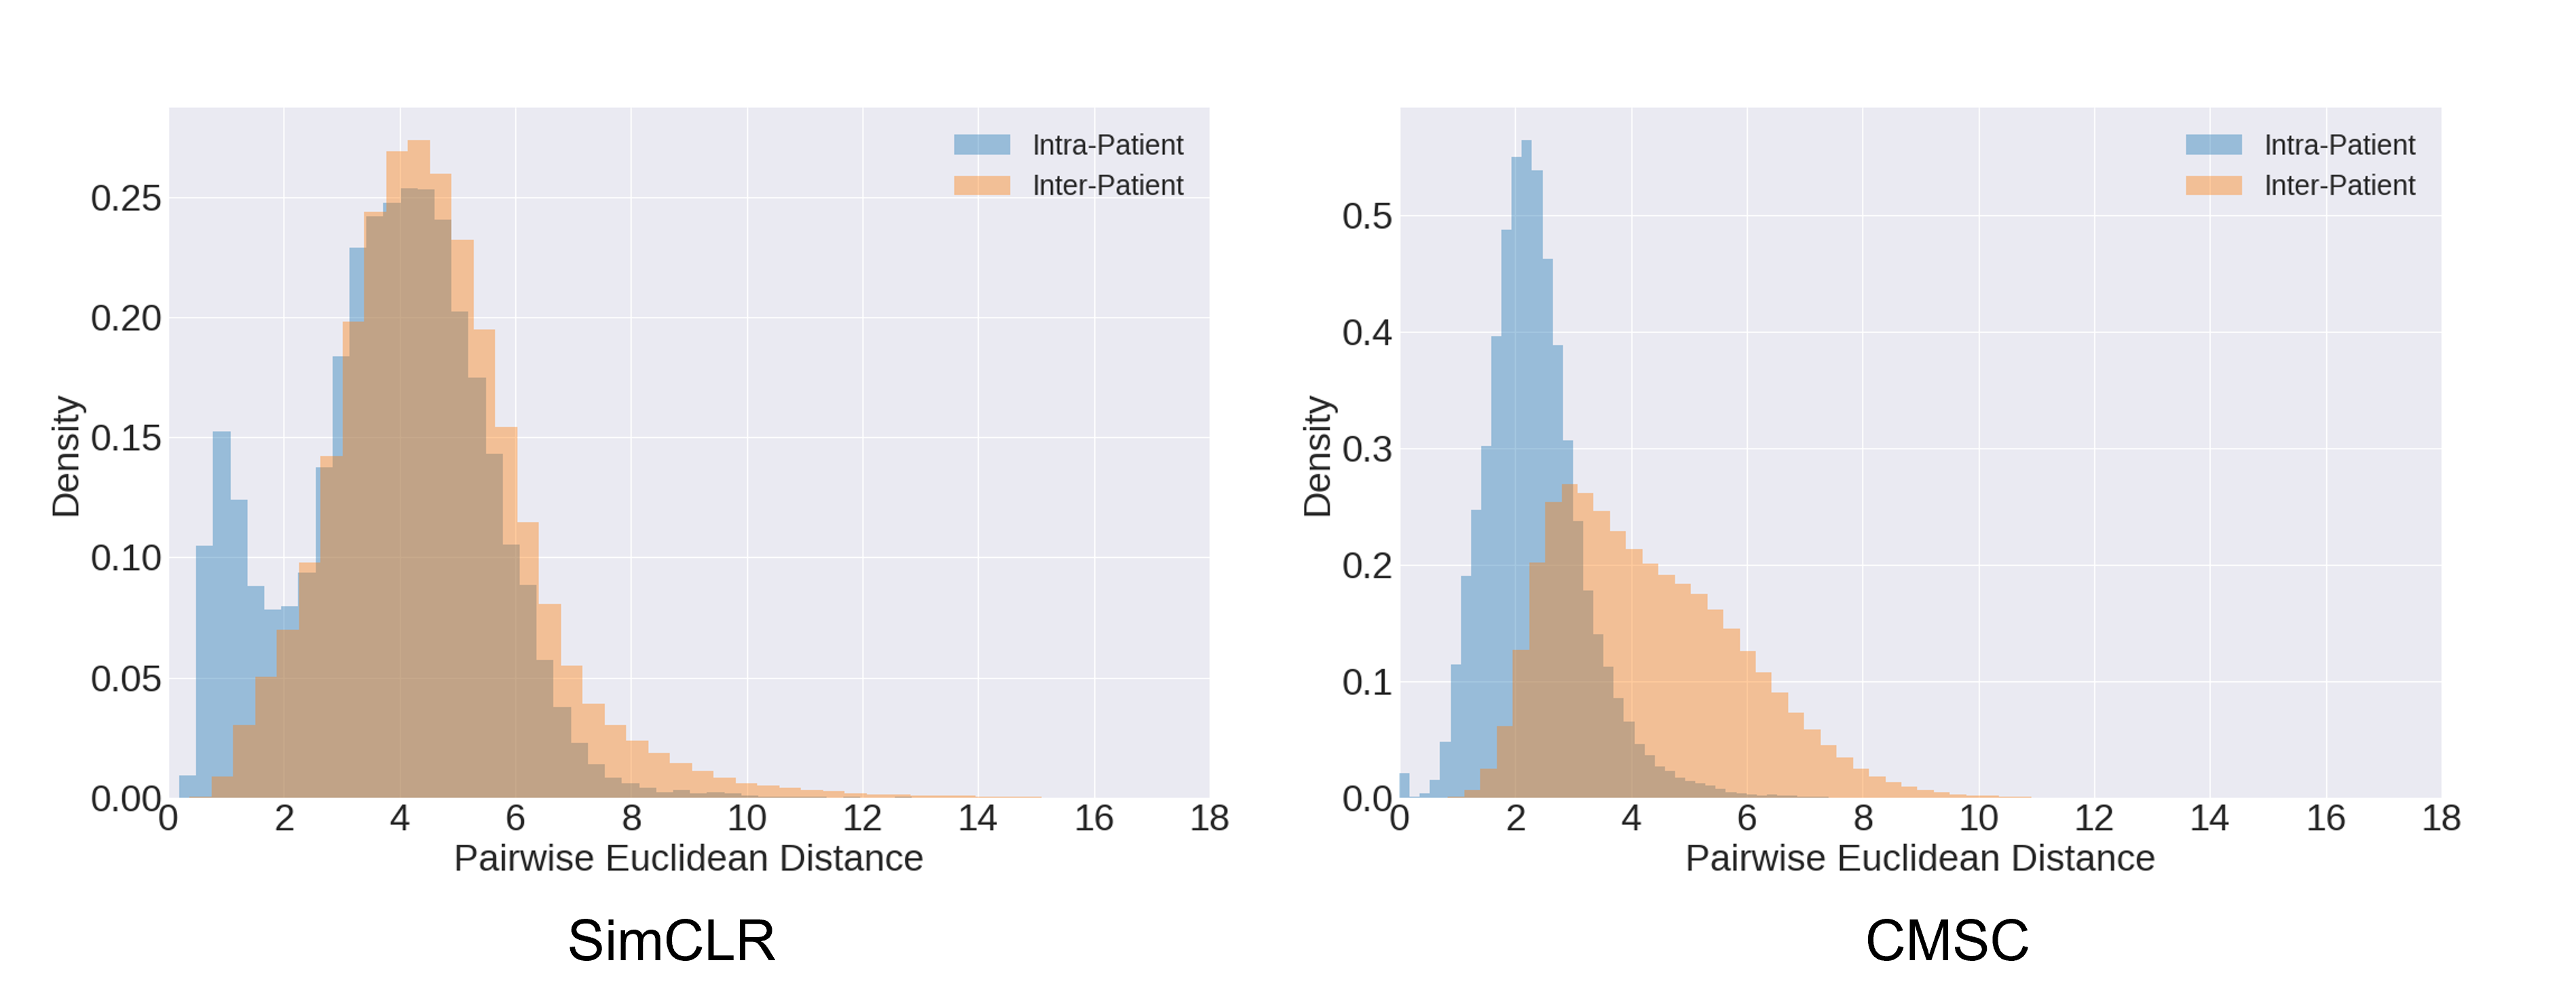 Intra-Patient
Inter-Patient
0.25
0.20
0.15
0.10
0.05
0.00
Density
0 2 4 6 8 10 12 14 16 18
Pairwise Euclidean Distance
SimCLR
Intra-Patient
Inter-Patient
0.5
0.4
0.3
0.2
0.1
0.0
Density
0 2 4 6 8 10 12 14 16 18
Pairwise Euclidean Distance
CMSC